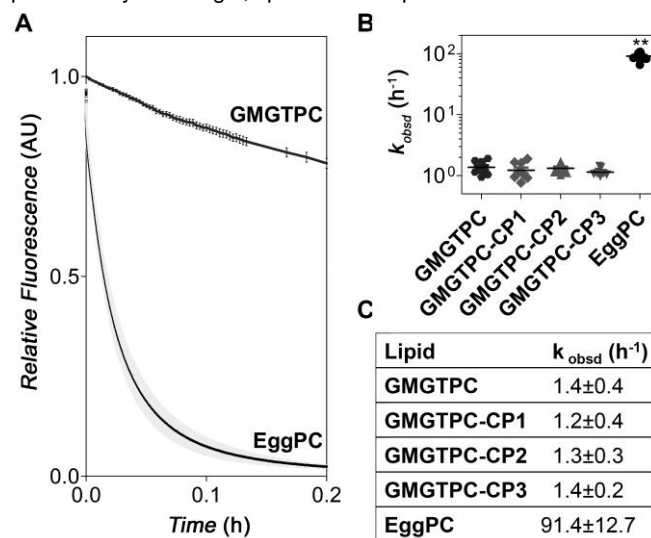 A
1.0
0.5
0.0
Relative Fluorescence (AU)
GMGTPC
EggPC
0.0 0.1 0.2
Time (h)
B
**
10²
10¹
10⁰
k obsd (h⁻¹)
GMGTPC
GMGTPC-CP1
GMGTPC-CP2
GMGTPC-CP3
EggPC
C
Lipid k obsd (h⁻¹)
GMGTPC 1.4±0.4
GMGTPC-CP1 1.2±0.4
GMGTPC-CP2 1.3±0.3
GMGTPC-CP3 1.4±0.2
EggPC 91.4±12.7